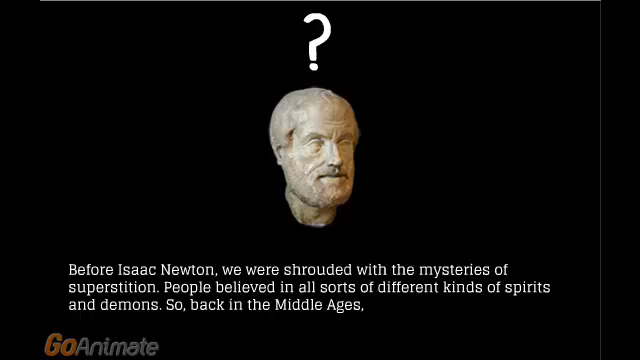 ?
Before Isaac Newton, we were shrouded with the mysteries of
superstition. People believed in all sorts of different kinds of spirits
and demons. So, back in the Middle Ages,
GoAnimate